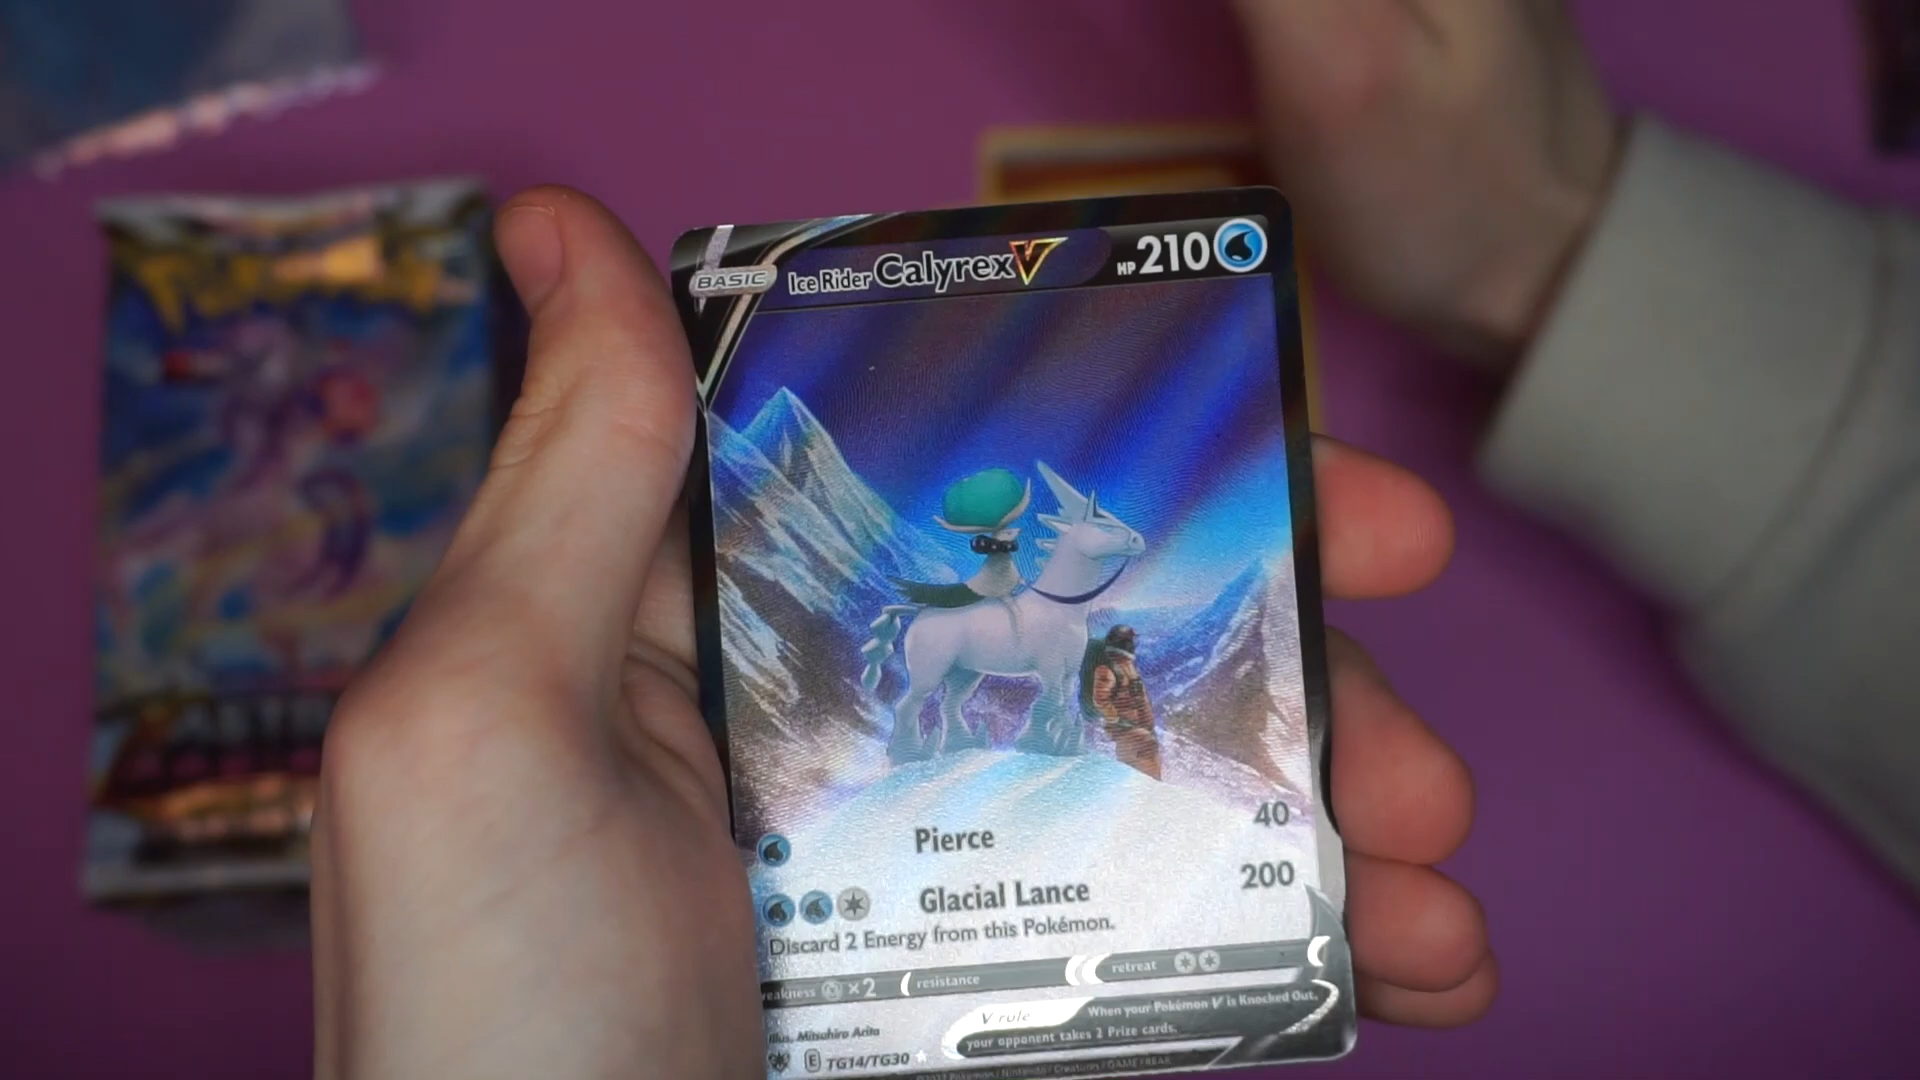 BASIC Ice Rider Calyrex V HP 210
Pierce 40
Glacial Lance 200
Discard 2 Energy from this Pokémon.
weakness ×2 resistance retreat
V rule When your Pokémon V is Knocked Out,
your opponent takes 2 Prize cards.
Illus. Mitsuhiro Arita
E TG14/TG30
ASTR